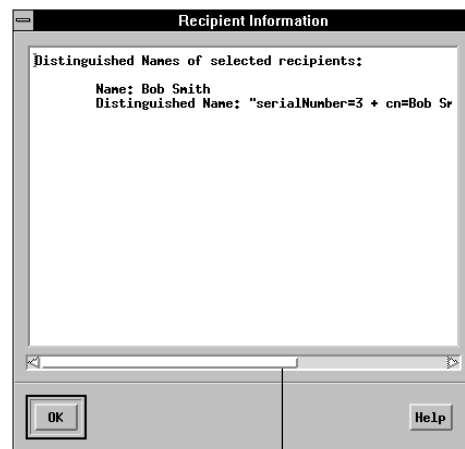 Recipient Information
Distinguished Names of selected recipients:
Name: Bob Smith
Distinguished Name: "serialNumber=3 + cn=Bob
OK
Help